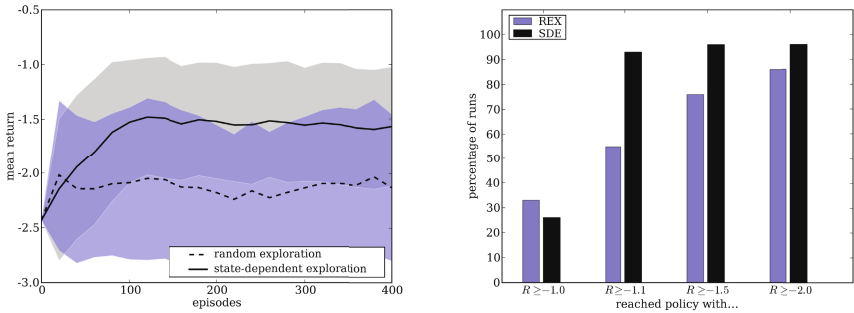 -0.5
-1.0
-1.5
-2.0
-2.5
-3.0
mean return
0
100
200
300
400
episodes
random exploration
state-dependent exploration
100
90
80
70
60
50
40
30
20
10
0
percentage of runs
REX
SDE
R ≥−1.0
R ≥−1.1
R ≥−1.5
R ≥−2.0
reached policy with...